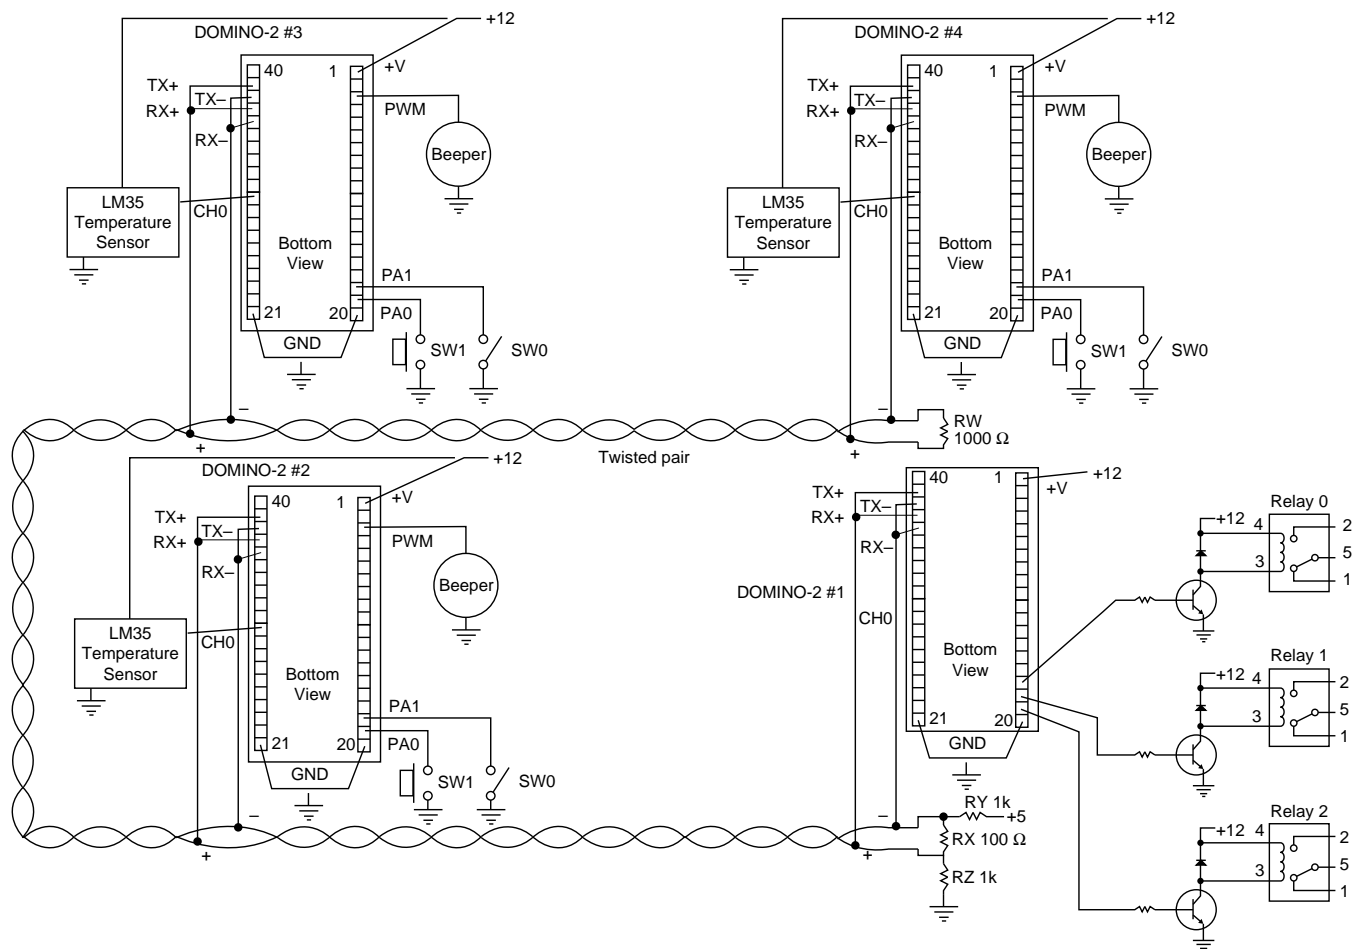 +12
DOMINO-2 #3
40
1
+V
TX+
TX–
RX+
RX–
PWM
Beeper
LM35
Temperature
Sensor
CH0
Bottom
View
PA1
21
20
PA0
GND
SW1
SW0
+12
DOMINO-2 #4
40
1
+V
TX+
TX–
RX+
RX–
PWM
Beeper
LM35
Temperature
Sensor
CH0
Bottom
View
PA1
21
20
PA0
GND
SW1
SW0
–
+
Twisted pair
–
+
RW
1000 Ω
+12
DOMINO-2 #2
40
1
+V
TX+
TX–
RX+
RX–
PWM
Beeper
LM35
Temperature
Sensor
CH0
Bottom
View
PA1
21
20
PA0
GND
SW1
SW0
–
+
+12
40
1
+V
TX+
TX–
RX+
RX–
DOMINO-2 #1
CH0
Bottom
View
21
20
GND
–
+
RY 1k
+5
RX 100 Ω
RZ 1k
Relay 0
+12
4
2
5
3
1
Relay 1
+12
4
2
5
3
1
Relay 2
+12
4
2
5
3
1